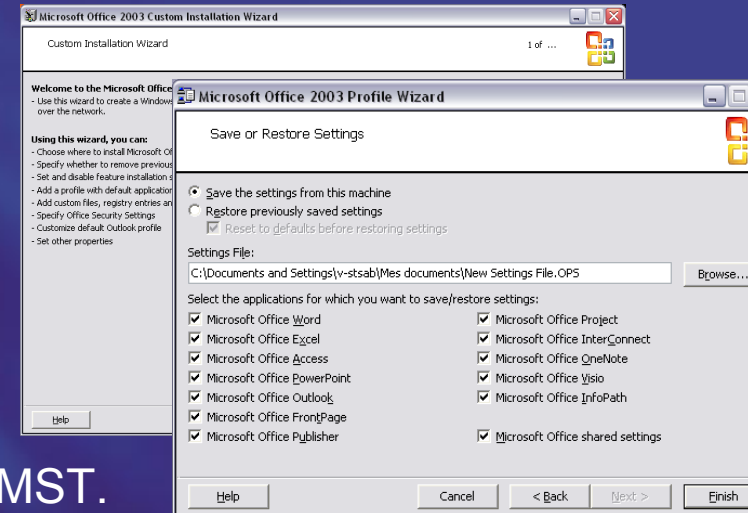 Microsoft Office 2003 Custom Installation Wizard
Custom Installation Wizard
1 of ...
Welcome to the Microsoft Office
- Use this wizard to create a Windows
over the network.
Using this wizard, you can:
- Choose where to install Microsoft Of
- Specify whether to remove previous
- Set and disable feature installation s
- Add a profile with default application
- Add custom files, registry entries an
- Specify Office Security Settings
- Customize default Outlook profile
- Set other properties
Help
Microsoft Office 2003 Profile Wizard
Save or Restore Settings
Save the settings from this machine
Restore previously saved settings
Reset to defaults before restoring settings
Settings File:
C:\Documents and Settings\v-stsab\Mes documents\New Settings File.OPS
Browse...
Select the applications for which you want to save/restore settings:
Microsoft Office Word
Microsoft Office Excel
Microsoft Office Access
Microsoft Office PowerPoint
Microsoft Office Outlook
Microsoft Office FrontPage
Microsoft Office Publisher
Microsoft Office Project
Microsoft Office InterConnect
Microsoft Office OneNote
Microsoft Office Visio
Microsoft Office InfoPath
Microsoft Office shared settings
Help
Cancel
< Back
Next >
Finish
MST.